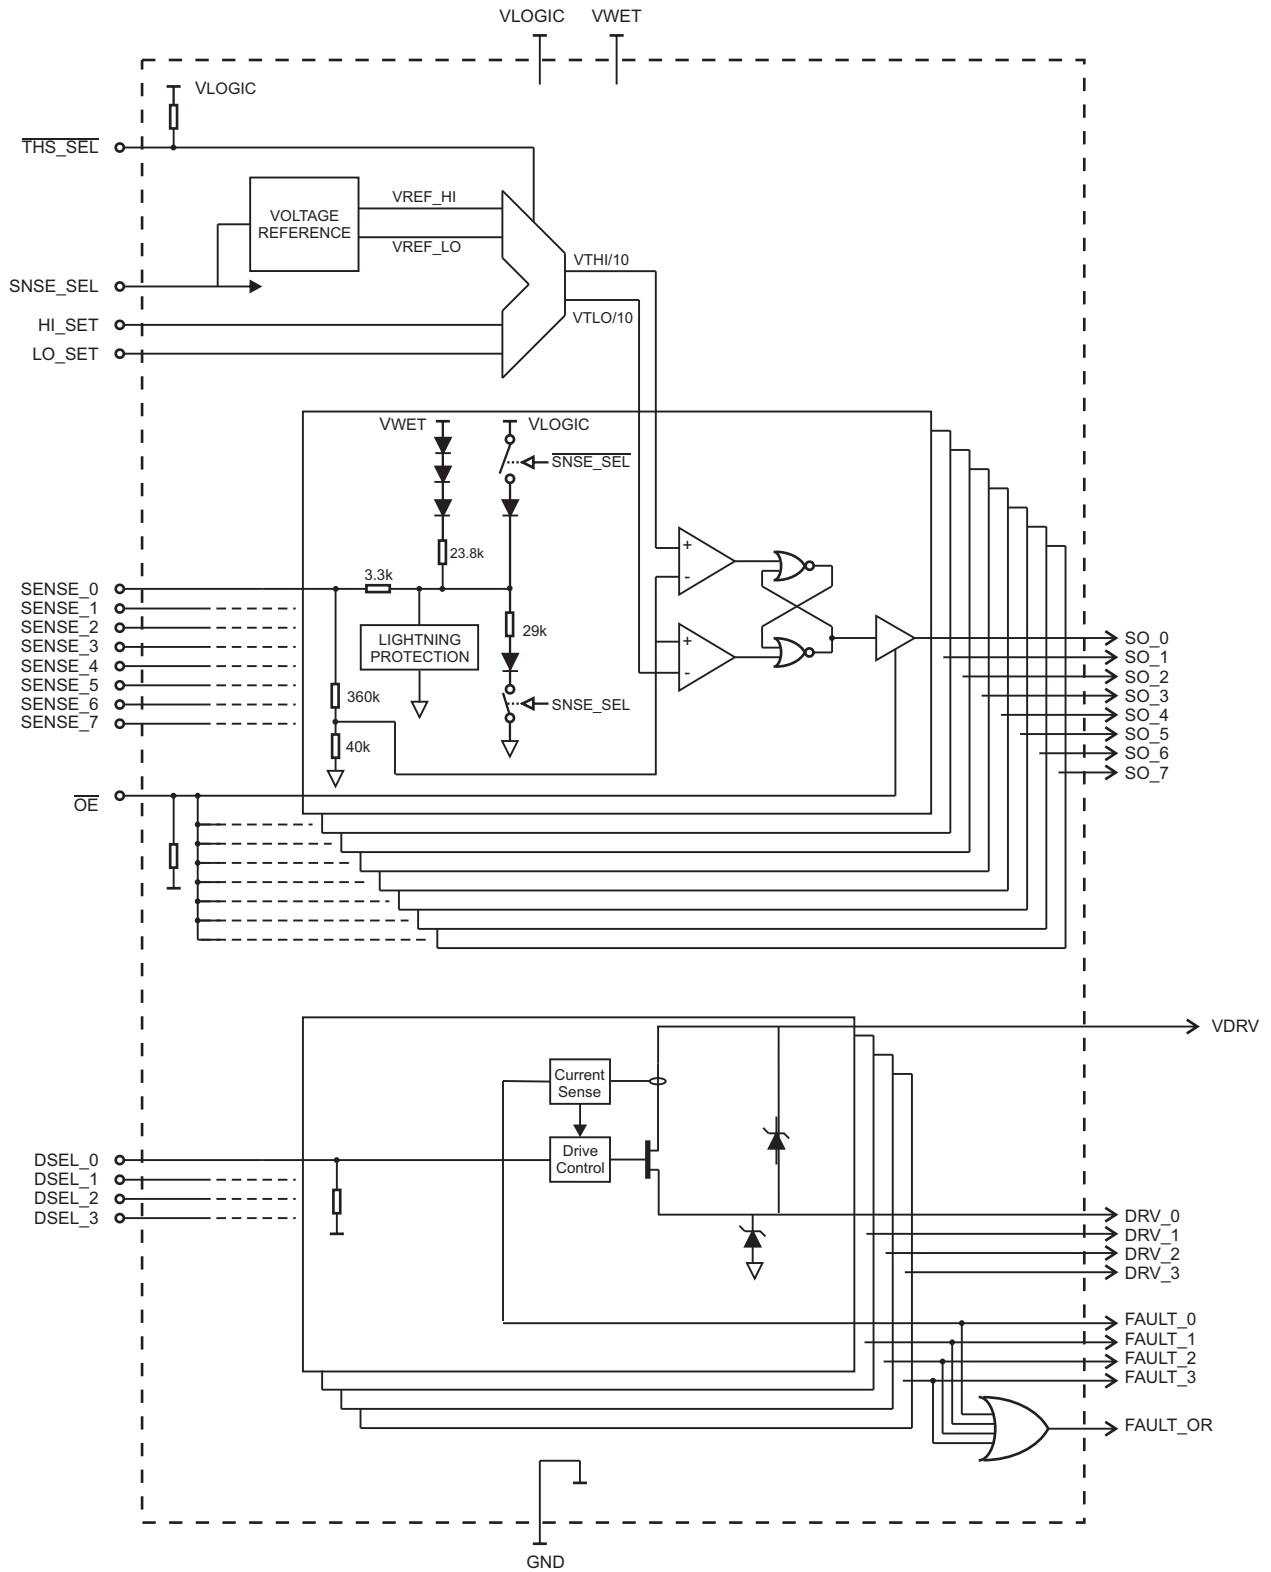 VLOGIC VWET
VLOGIC
THS_SEL
VOLTAGE
REFERENCE
VREF_HI
VREF_LO
VTHI/10
VTLO/10
SNSE_SEL
HI_SET
LO_SET
VWET
VLOGIC
SNSE_SEL
23.8k
3.3k
+
-
LIGHTNING
PROTECTION
29k
+
-
SNSE_SEL
360k
40k
SENSE_0
SENSE_1
SENSE_2
SENSE_3
SENSE_4
SENSE_5
SENSE_6
SENSE_7
SO_0
SO_1
SO_2
SO_3
SO_4
SO_5
SO_6
SO_7
OE
VDRV
Current
Sense
Drive
Control
DSEL_0
DSEL_1
DSEL_2
DSEL_3
DRV_0
DRV_1
DRV_2
DRV_3
FAULT_0
FAULT_1
FAULT_2
FAULT_3
FAULT_OR
GND